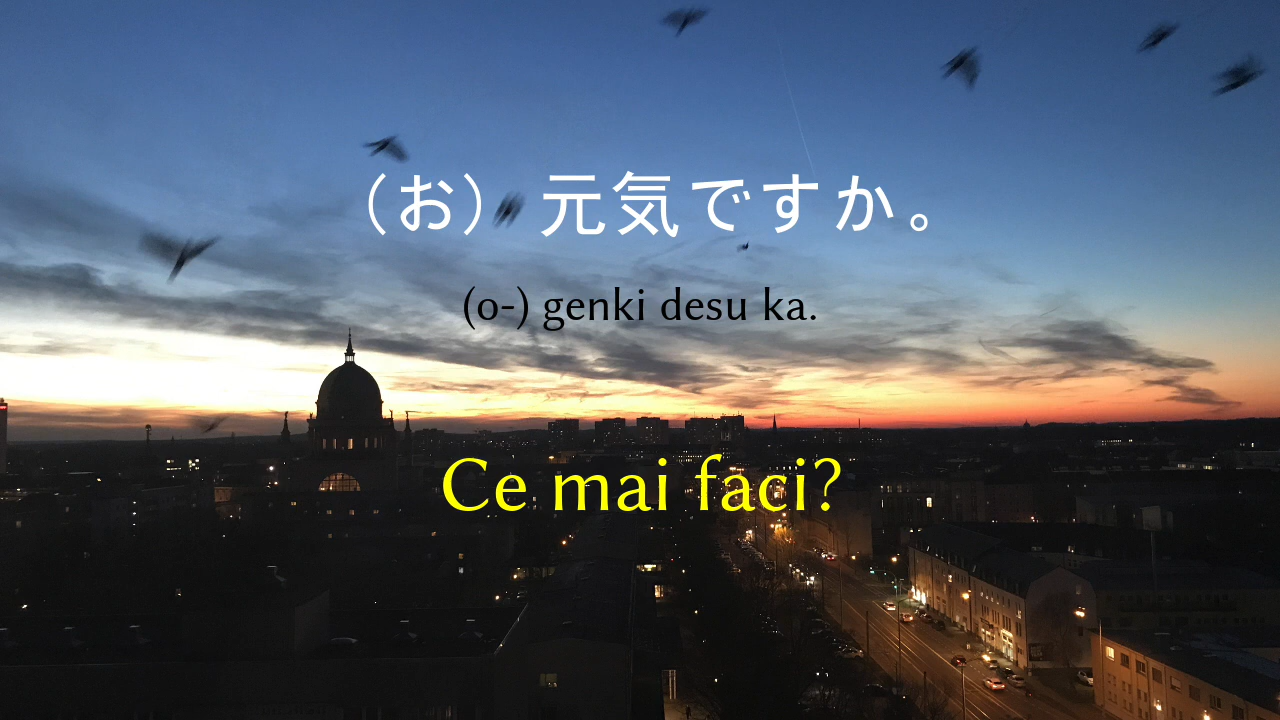 （お）元気ですか。
(o-) genki desu ka.
Ce mai faci?